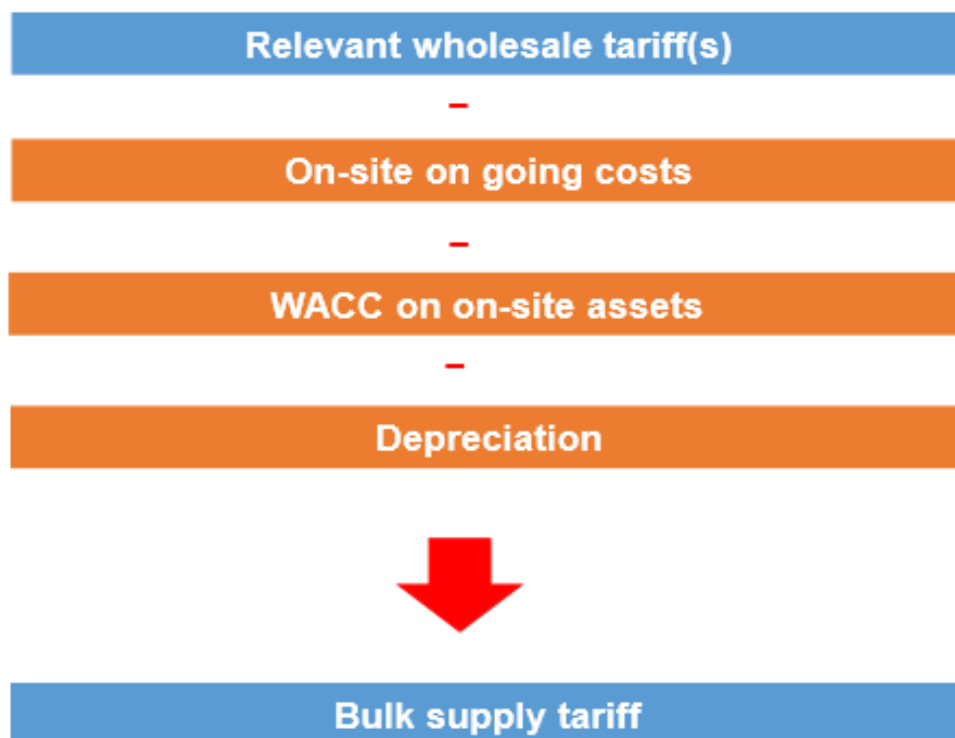 Relevant wholesale tariff(s)
–
On-site on going costs
–
WACC on on-site assets
–
Depreciation
Bulk supply tariff